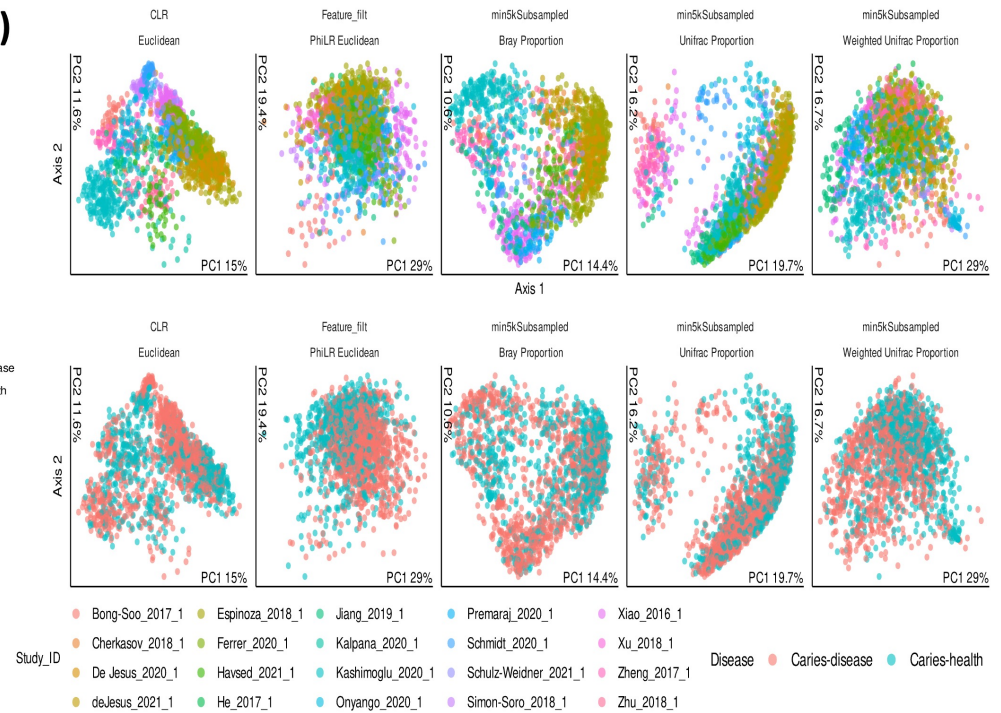 )
CLR Feature_filt min5kSubsampled min5kSubsampled min5kSubsampled
Euclidean PhiLR Euclidean Bray Proportion Unifrac Proportion Weighted Unifrac Proportion
PC2 11.6% PC2 19.4% PC2 10.6% PC2 16.2% PC2 16.7%
Axis 2
PC1 15% PC1 29% PC1 14.4% PC1 19.7% PC1 29%
Axis 1
CLR Feature_filt min5kSubsampled min5kSubsampled min5kSubsampled
Euclidean PhiLR Euclidean Bray Proportion Unifrac Proportion Weighted Unifrac Proportion
ase
th
PC2 11.6% PC2 19.4% PC2 10.6% PC2 16.2% PC2 16.7%
Axis 2
PC1 15% PC1 29% PC1 14.4% PC1 19.7% PC1 29%
Bong-Soo_2017_1 Espinoza_2018_1 Jiang_2019_1 Premaraj_2020_1 Xiao_2016_1
Cherkasov_2018_1 Ferrer_2020_1 Kalpana_2020_1 Schmidt_2020_1 Xu_2018_1
Study_ID Disease Caries-disease Caries-health
De Jesus_2020_1 Havsed_2021_1 Kashimoglu_2020_1 Schulz-Weidner_2021_1 Zheng_2017_1
deJesus_2021_1 He_2017_1 Onyango_2020_1 Simon-Soro_2018_1 Zhu_2018_1